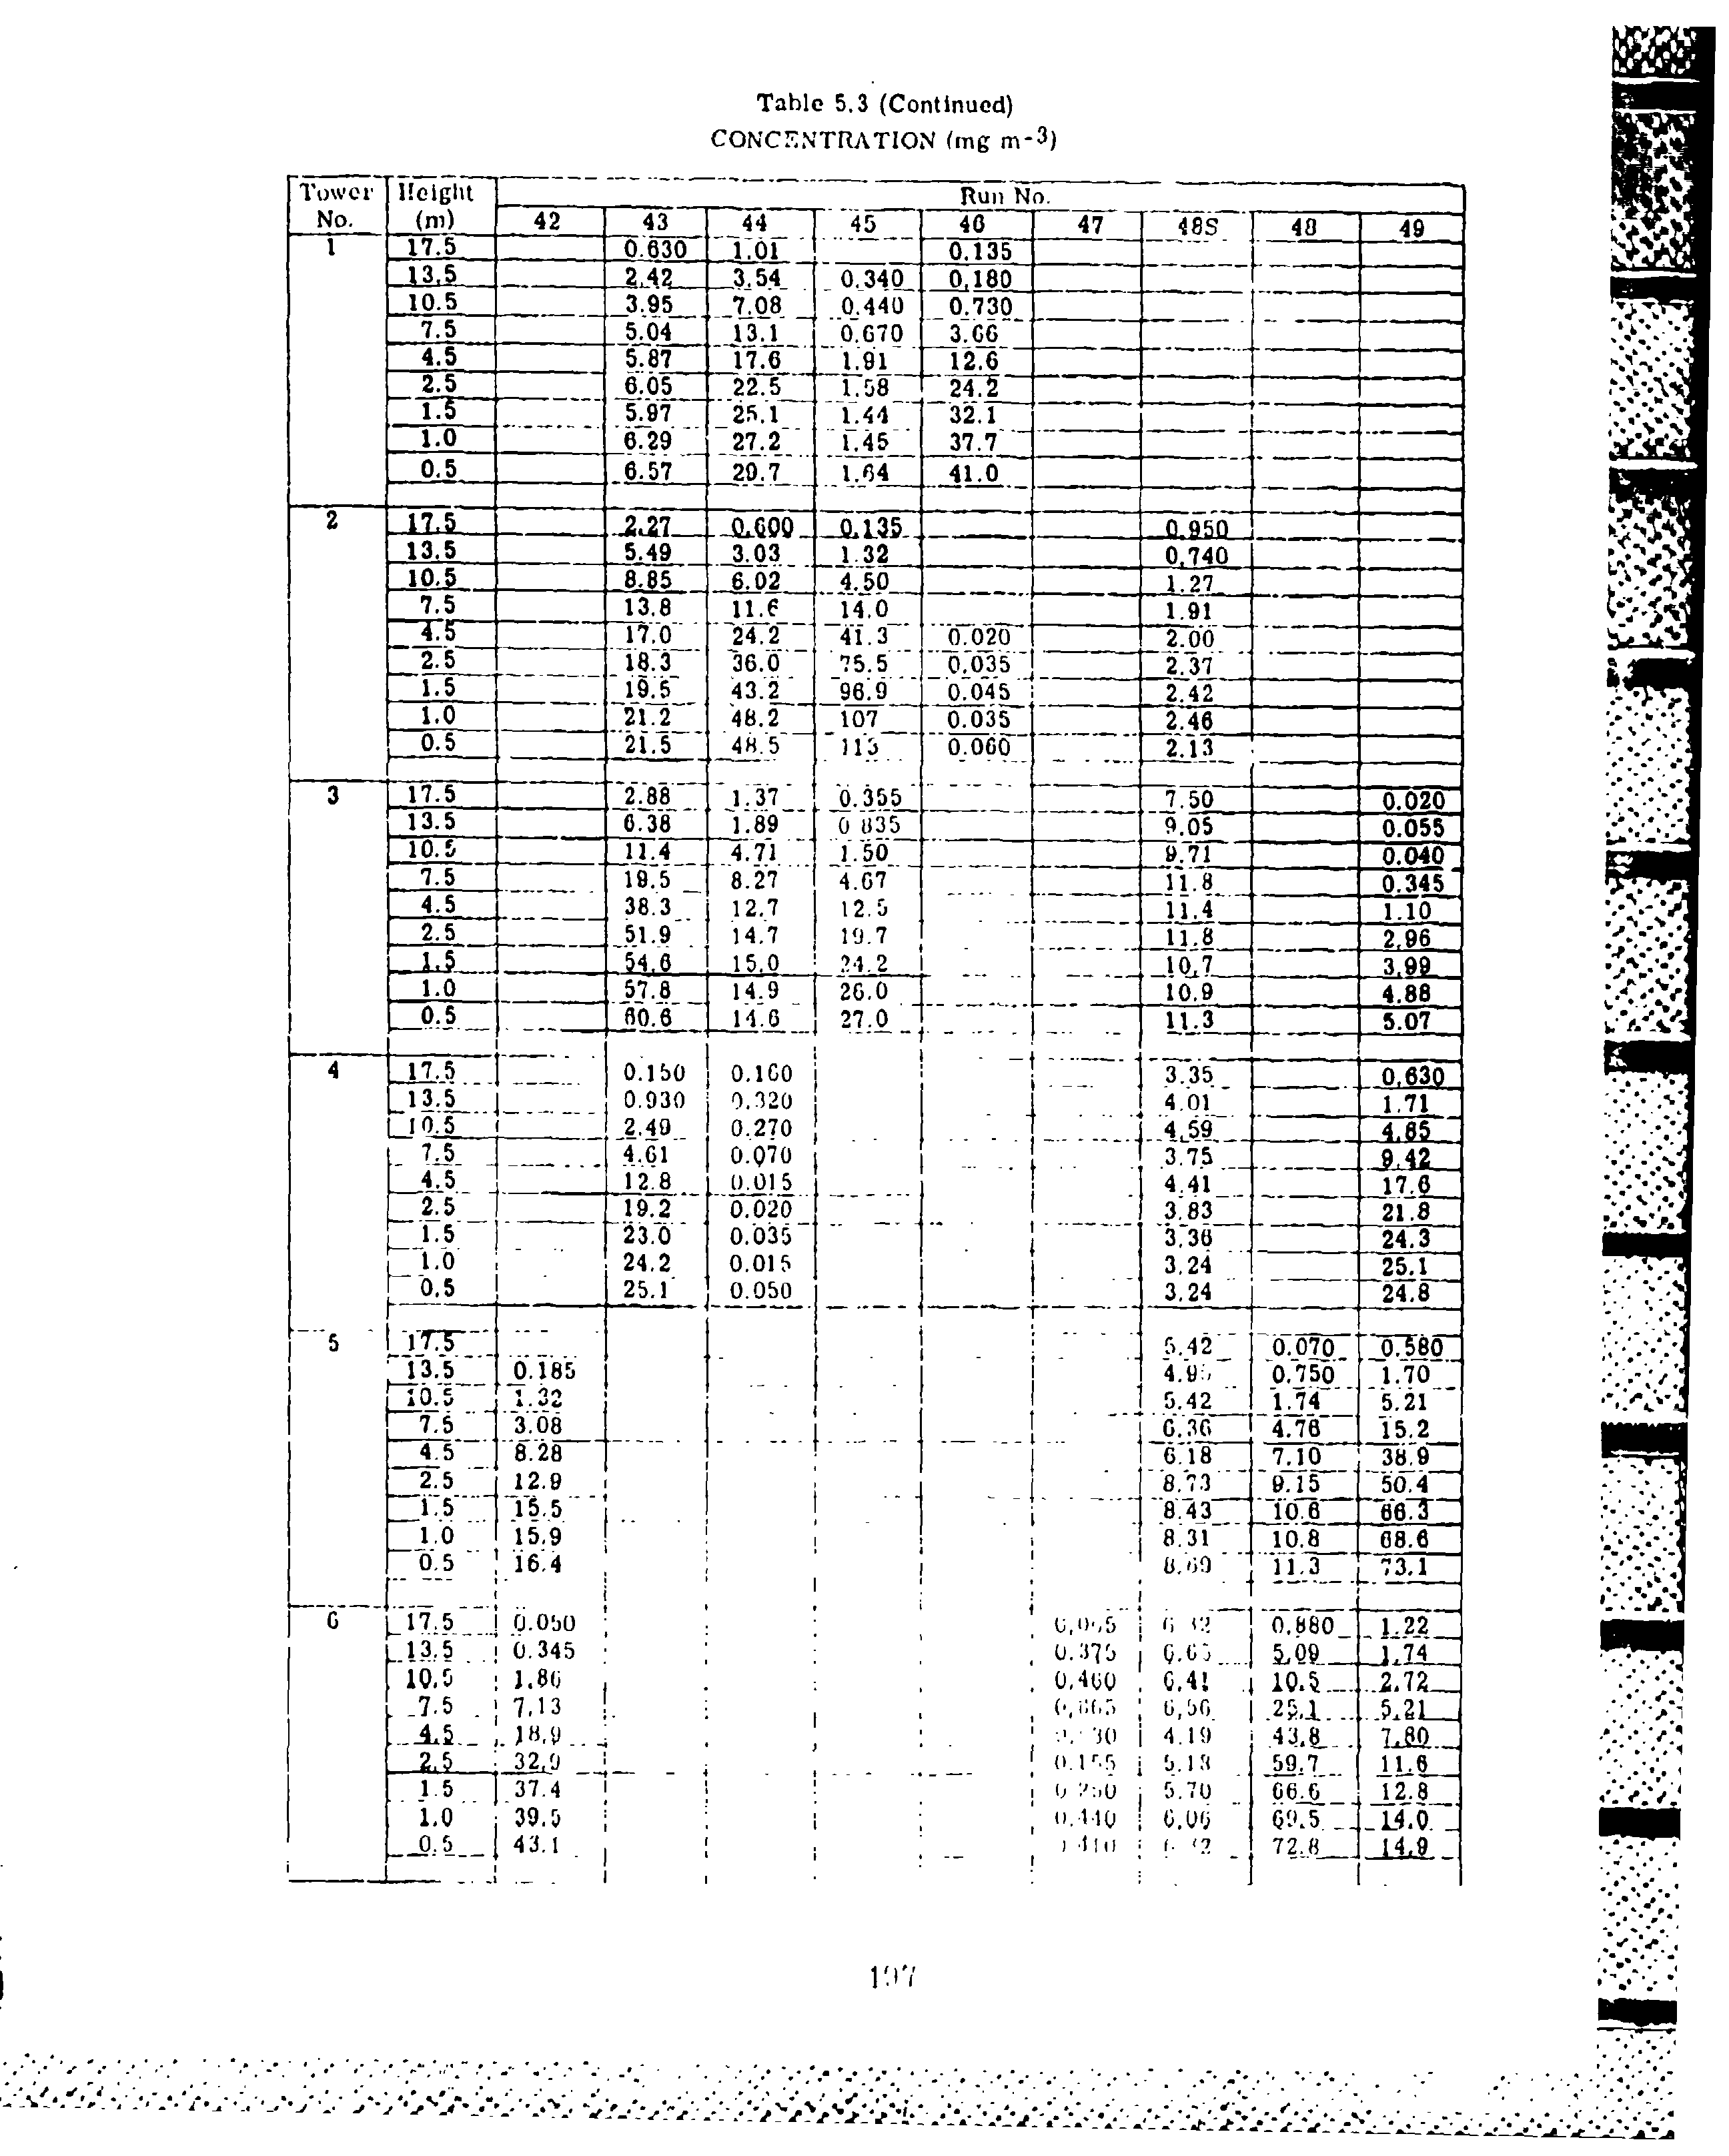 Table 5.3 (Continued)
CONCENTRATION (mg m-3)
Tower Height Run No.
No. (m) 42 43 44 45 46 47 48S 48 49
1 17.5 0.630 1.01 0.135
13.5 2.42 3.54 0.340 0.180
10.5 3.95 7.08 0.440 0.730
7.5 5.04 13.1 0.670 3.66
4.5 5.87 17.6 1.91 12.6
2.5 6.05 22.5 1.58 24.2
1.5 5.97 25.1 1.44 32.1
1.0 6.29 27.2 1.45 37.7
0.5 6.57 29.7 1.64 41.0
2 17.5 2.27 0.600 0.135 0.950
13.5 5.49 3.03 1.32 0.740
10.5 8.85 6.02 4.50 1.27
7.5 13.8 11.6 14.0 1.91
4.5 17.0 24.2 41.3 0.020 2.00
2.5 18.3 36.0 75.5 0.035 2.37
1.5 19.5 43.2 96.9 0.045 2.42
1.0 21.2 48.2 107 0.035 2.46
0.5 21.5 48.5 0.060 2.13
3 17.5 2.88 1.37 0.355 7.50 0.020
13.5 6.38 1.89 0.835 9.05 0.055
10.5 11.4 4.71 1.50 9.71 0.040
7.5 19.5 8.27 4.67 11.8 0.345
4.5 38.3 12.7 12.5 11.4 1.10
2.5 51.9 14.7 19.7 11.8 2.96
1.5 54.6 15.0 24.2 10.7 3.99
1.0 57.8 14.9 26.0 10.9 4.88
0.5 60.6 14.6 27.0 11.3 5.07
4 17.5 0.150 0.160 3.35 0.630
13.5 0.930 0.320 4.01 1.71
10.5 2.49 0.270 4.59 4.85
7.5 4.61 0.070 3.75 9.42
4.5 12.8 0.015 4.41 17.6
2.5 19.2 0.020 3.83 21.8
1.5 23.0 0.035 3.36 24.3
1.0 24.2 0.015 3.24 25.1
0.5 25.1 0.050 3.24 24.8
5 17.5 5.42 0.070 0.580
13.5 0.185 0.750 1.70
10.5 1.32 5.42 1.74 5.21
7.5 3.08 6.36 4.76 15.2
4.5 8.28 6.18 7.10 38.9
2.5 12.9 8.73 9.15 50.4
1.5 15.5 8.43 10.6 66.3
1.0 15.9 8.31 10.8 68.6
0.5 16.4 8.69 11.3 73.1
6 17.5 0.050 0.880 1.22
13.5 0.345 0.375 5.09 1.74
10.5 1.86 0.460 6.41 10.5 2.72
7.5 7.13 6.56 25.1 5.21
4.5 18.9 4.19 43.8 7.80
2.5 32.9 0.155 5.18 59.7 11.6
1.5 37.4 5.70 66.6 12.8
1.0 39.5 0.440 6.06 69.5 14.0
0.5 43.1 72.8 14.9
197